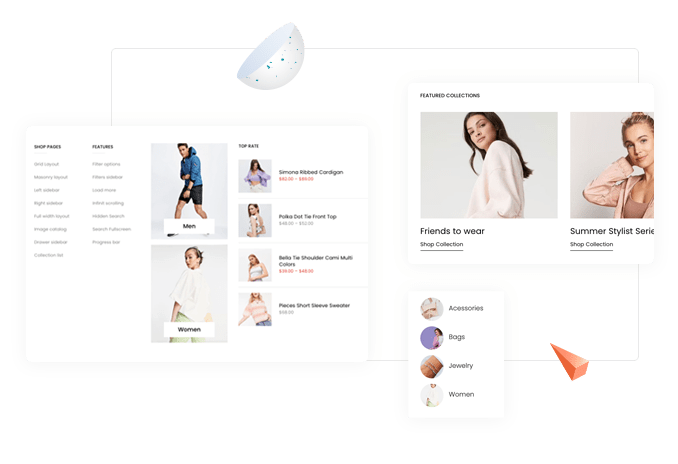 SHOP PAGES
Grid Layout
Masonry layout
Left sidebar
Right sidebar
Full width layout
Image catalog
Drawer sidebar
Collection list
FEATURES
Filter options
Filters sidebar
Load more
Infinit scrolling
Hidden Search
Search Fullscreen
Progress bar
Men
Women
TOP RATE
Simona Ribbed Cardigan
$82.00 – $89.00
Polka Dot Tie Front Top
$48.00 – $52.00
Bella Tie Shoulder Cami Multi
Colors
$39.00 – $48.00
Pieces Short Sleeve Sweater
$59.00
FEATURED COLLECTIONS
Friends to wear
Shop Collection
Summer Stylist Serie
Shop Collection
Acessories
Bags
Jewelry
Women